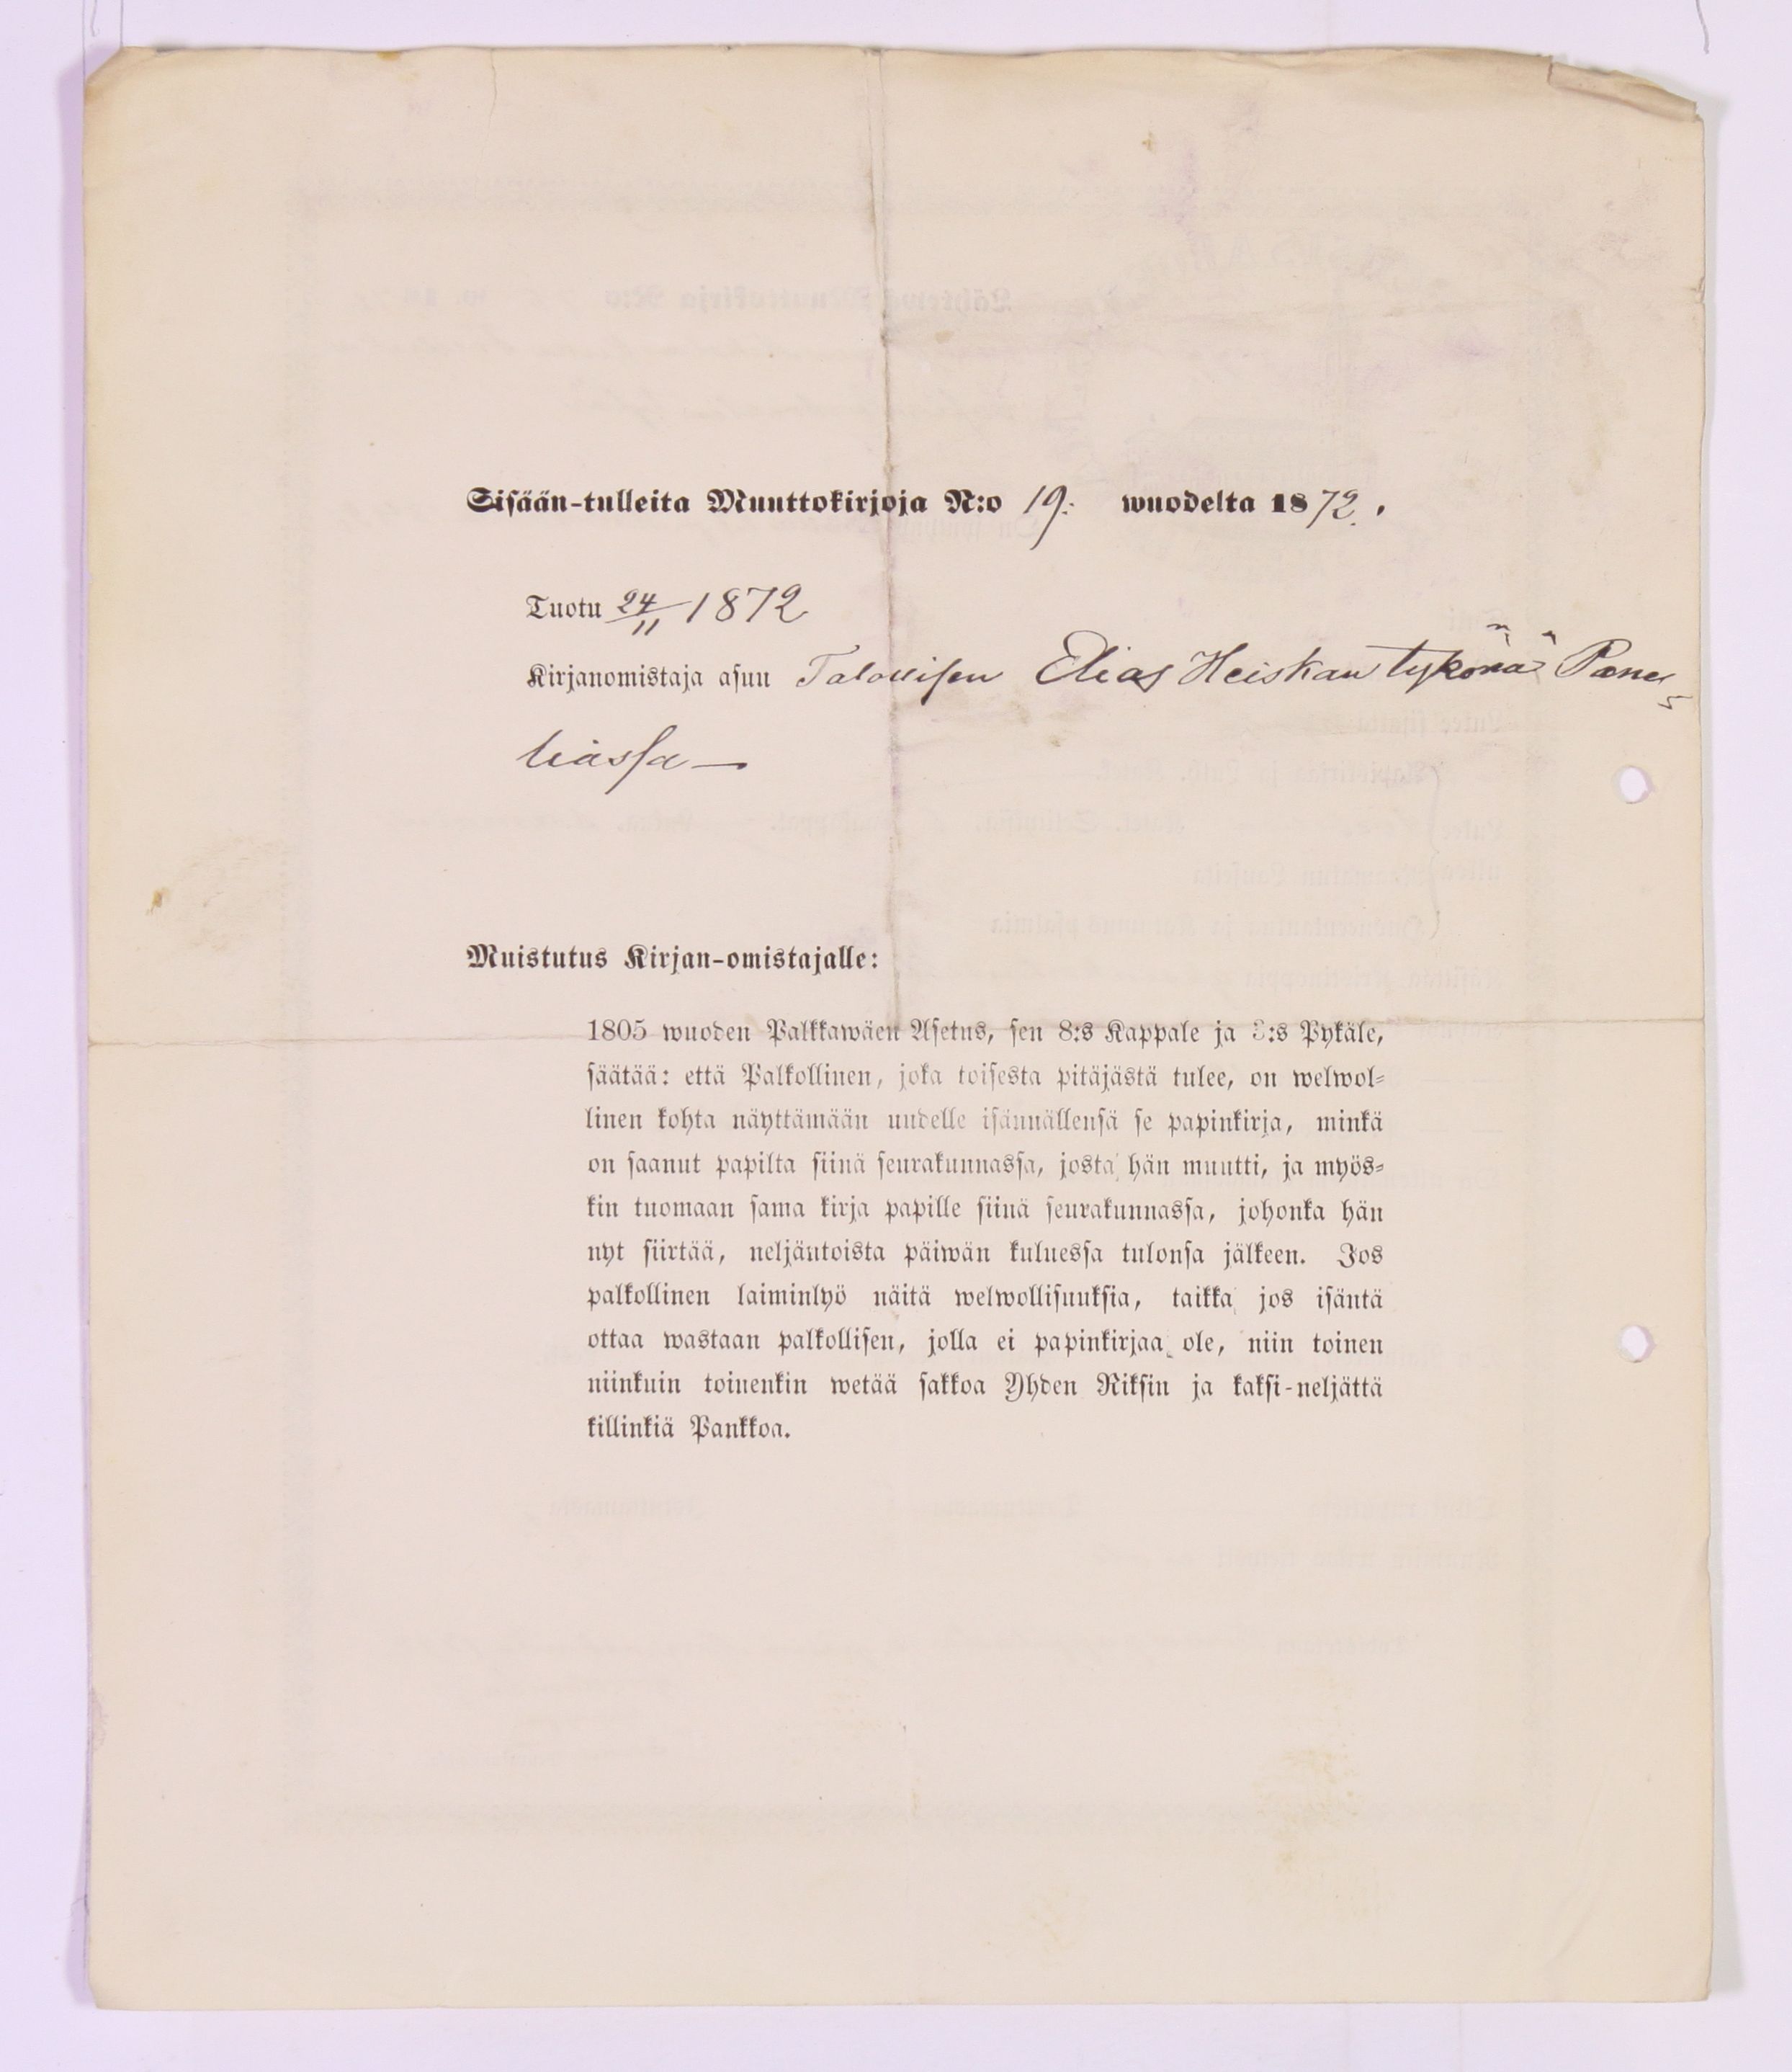 Sisään-tulleita Muuttokirjoja N:o 19. wuodelta 1872.
Tuotu 24/11 1872
Kirjanomistaja asuu Talollisen Elias Heiskan tykönä Pane-
liassa —
Muistutus Kirjan-omistajalle:
1805 wuoden Palkkawäen Asetus, sen 8:s Kappale ja 3:s Pykäle,
säätää: että Palkollinen, joka toisesta pitäjästä tulee, on welwol-
linen kohta näyttämään uudelle isännällensä se papinkirja, minkä
on saanut papilta siinä seurakunnassa, josta hän muutti, ja myös-
kin tuomaan sama kirja papille siinä seurakunnassa, johonka hän
nyt siirtää, neljäntoista päiwän kuluessa tulonsa jälkeen. Jos
palkollinen laiminlyö näitä welwollisuuksia, taikka jos isäntä
ottaa wastaan palkollisen, jolla ei papinkirjaa ole, niin toinen
niinkuin toinenkin wetää sakkoa Yhden Riksin ja kaksi-neljättä
killinkiä Pankkoa.